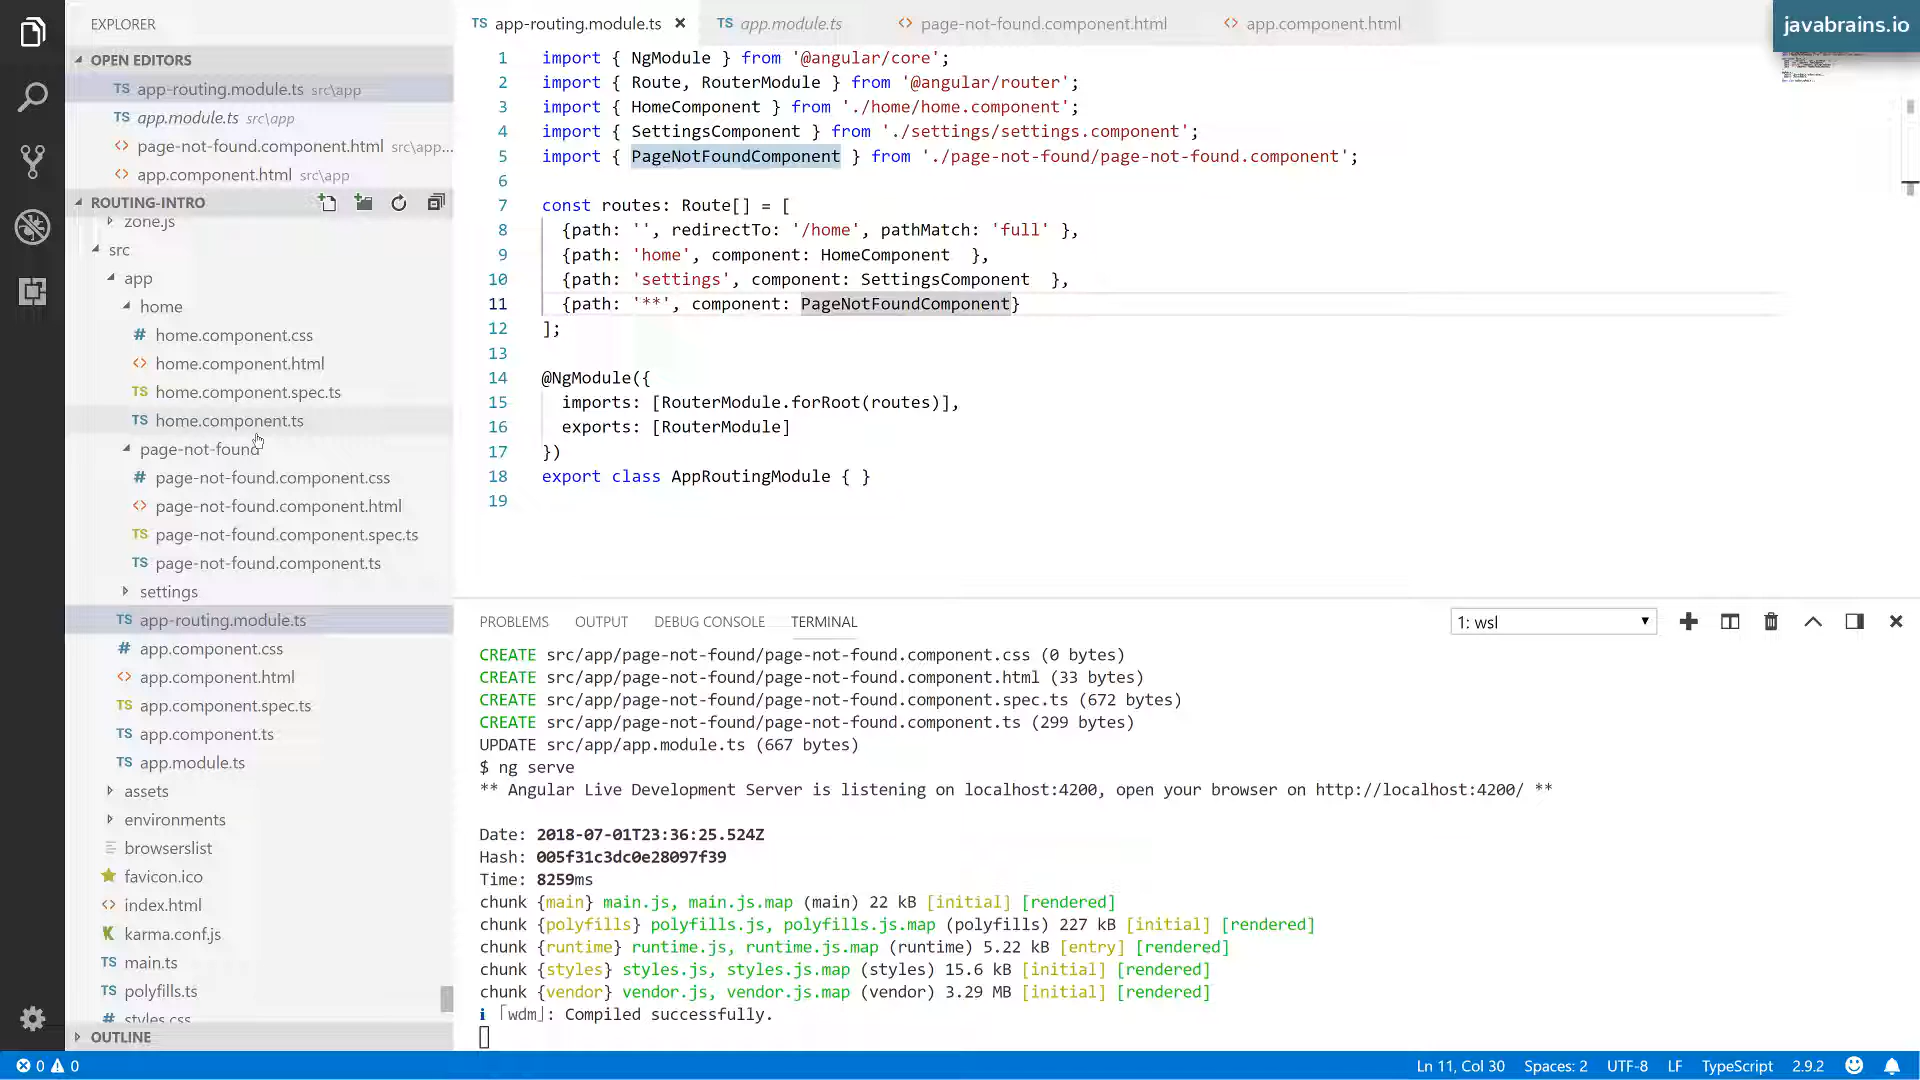 EXPLORER
OPEN EDITORS
TS app-routing.module.ts src\app
TS app.module.ts src\app
<> page-not-found.component.html src\app...
<> app.component.html src\app
ROUTING-INTRO
zone.js
src
app
home
# home.component.css
<> home.component.html
TS home.component.spec.ts
TS home.component.ts
page-not-found
# page-not-found.component.css
<> page-not-found.component.html
TS page-not-found.component.spec.ts
TS page-not-found.component.ts
settings
TS app-routing.module.ts
# app.component.css
<> app.component.html
TS app.component.spec.ts
TS app.component.ts
TS app.module.ts
assets
environments
browserslist
favicon.ico
<> index.html
K karma.conf.js
TS main.ts
TS polyfills.ts
styles.css
OUTLINE
TS app-routing.module.ts × TS app.module.ts <> page-not-found.component.html <> app.component.html
javabrains.io
1 import { NgModule } from '@angular/core';
2 import { Route, RouterModule } from '@angular/router';
3 import { HomeComponent } from './home/home.component';
4 import { SettingsComponent } from './settings/settings.component';
5 import { PageNotFoundComponent } from './page-not-found/page-not-found.component';
6
7 const routes: Route[] = [
8 {path: '', redirectTo: '/home', pathMatch: 'full' },
9 {path: 'home', component: HomeComponent },
10 {path: 'settings', component: SettingsComponent },
11 {path: '**', component: PageNotFoundComponent}
12 ];
13
14 @NgModule({
15 imports: [RouterModule.forRoot(routes)],
16 exports: [RouterModule]
17 })
18 export class AppRoutingModule { }
19
PROBLEMS OUTPUT DEBUG CONSOLE TERMINAL 1: wsl
CREATE src/app/page-not-found/page-not-found.component.css (0 bytes)
CREATE src/app/page-not-found/page-not-found.component.html (33 bytes)
CREATE src/app/page-not-found/page-not-found.component.spec.ts (672 bytes)
CREATE src/app/page-not-found/page-not-found.component.ts (299 bytes)
UPDATE src/app/app.module.ts (667 bytes)
$ ng serve
** Angular Live Development Server is listening on localhost:4200, open your browser on http://localhost:4200/ **
Date: 2018-07-01T23:36:25.524Z
Hash: 005f31c3dc0e28097f39
Time: 8259ms
chunk {main} main.js, main.js.map (main) 22 kB [initial] [rendered]
chunk {polyfills} polyfills.js, polyfills.js.map (polyfills) 227 kB [initial] [rendered]
chunk {runtime} runtime.js, runtime.js.map (runtime) 5.22 kB [entry] [rendered]
chunk {styles} styles.js, styles.js.map (styles) 15.6 kB [initial] [rendered]
chunk {vendor} vendor.js, vendor.js.map (vendor) 3.29 MB [initial] [rendered]
ℹ ｢wdm｣: Compiled successfully.
0 0 Ln 11, Col 30 Spaces: 2 UTF-8 LF TypeScript 2.9.2